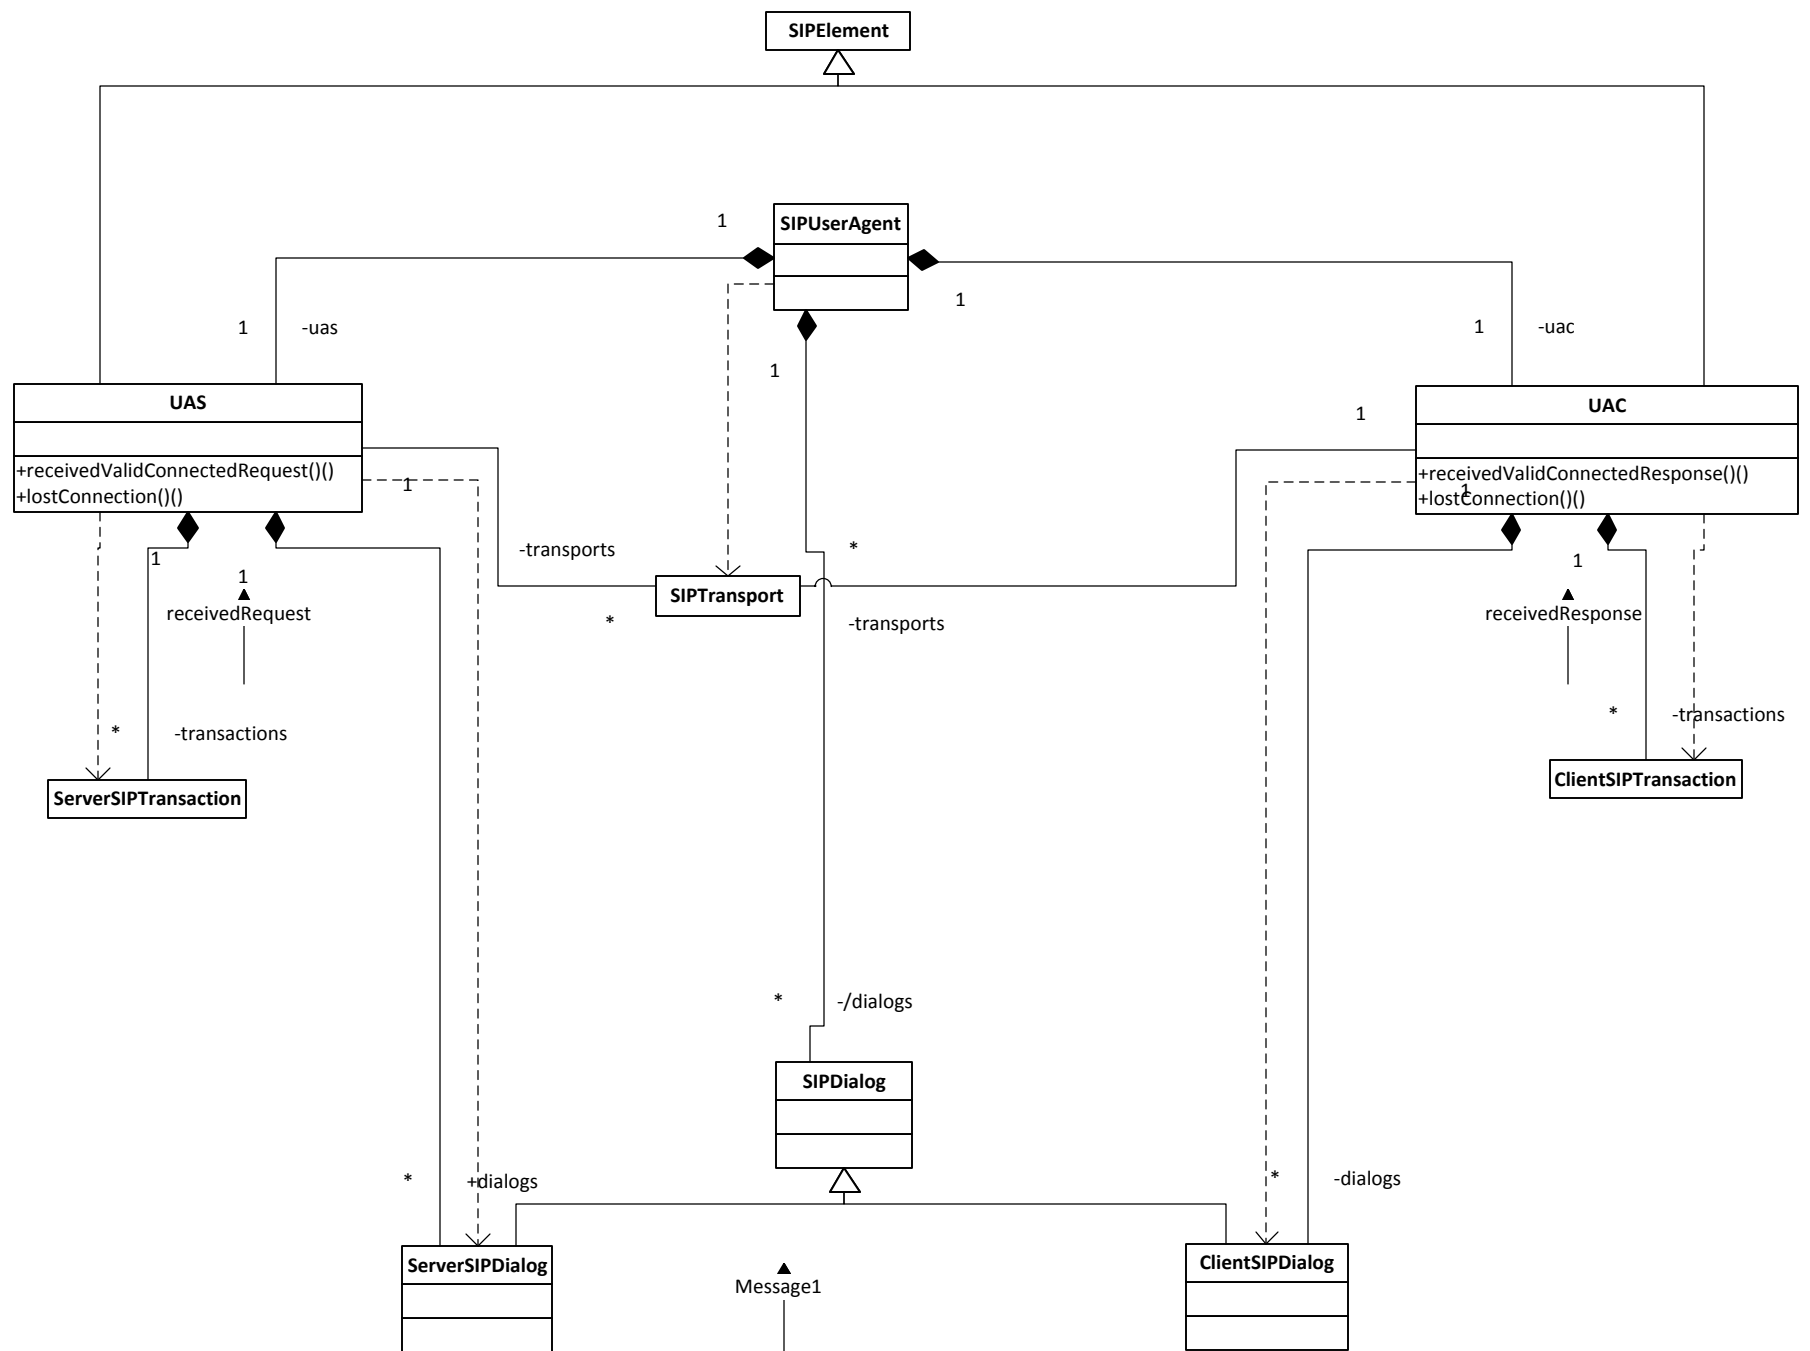 SIPElement
1
SIPUserAgent
1
1
-uas
1
-uac
1
UAS
1
UAC
+receivedValidConnectedRequest()()
+lostConnection()()
1
+receivedValidConnectedResponse()()
+lostConnection()()
1
-transports
*
1
1
1
SIPTransport
*
-transports
receivedRequest
receivedResponse
*
-transactions
*
-transactions
ServerSIPTransaction
ClientSIPTransaction
*
-/dialogs
SIPDialog
*
+dialogs
*
-dialogs
ServerSIPDialog
ClientSIPDialog
Message1